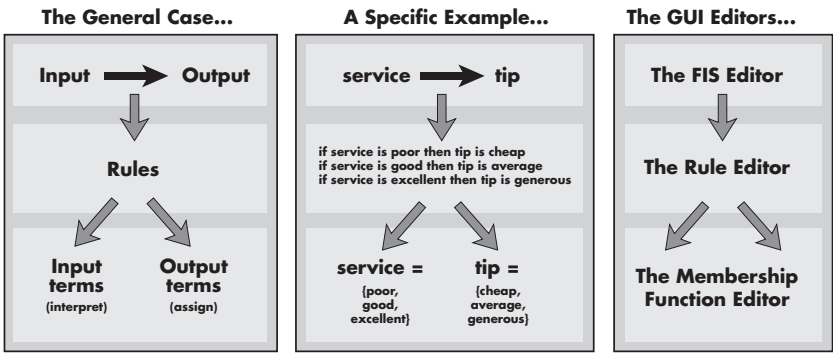 The General Case...
Input Output
Rules
Input terms (interpret)
Output terms (assign)
A Specific Example...
service tip
if service is poor then tip is cheap
if service is good then tip is average
if service is excellent then tip is generous
service =
{poor,
good,
excellent}
tip =
{cheap,
average,
generous}
The GUI Editors...
The FIS Editor
The Rule Editor
The Membership
Function Editor